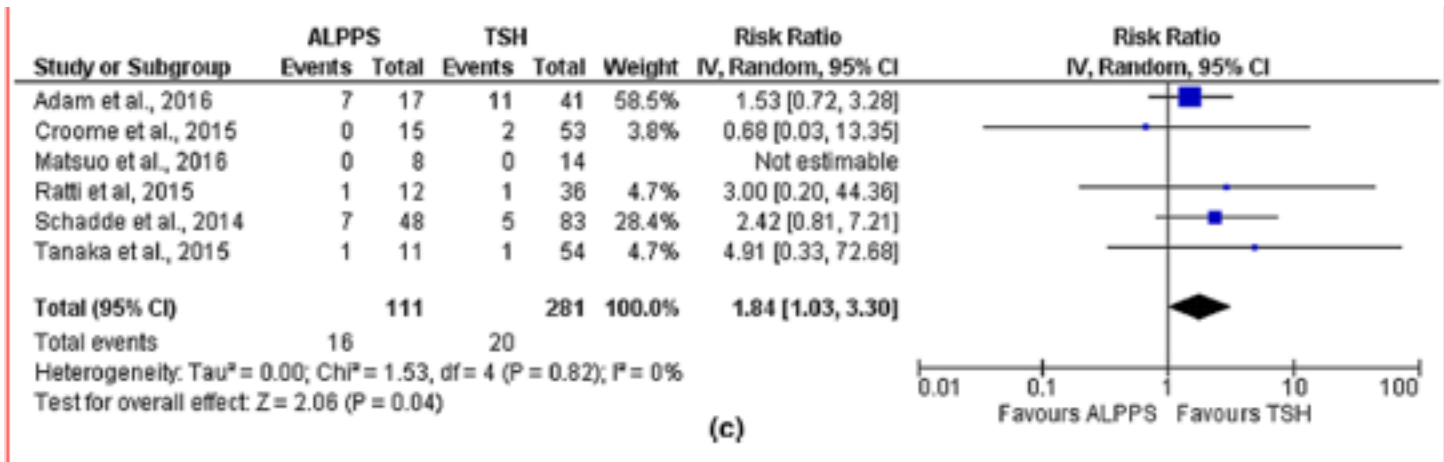 ALPPS TSH Risk Ratio Risk Ratio
Study or Subgroup Events Total Events Total Weight IV, Random, 95% CI IV, Random, 95% CI
Adam et al., 2016 7 17 11 41 58.5% 1.53 [0.72, 3.28]
Croome et al., 2015 0 15 2 53 3.8% 0.68 [0.03, 13.35]
Matsuo et al., 2016 0 8 0 14 Not estimable
Ratti et al, 2015 1 12 1 36 4.7% 3.00 [0.20, 44.36]
Schadde et al., 2014 7 48 5 83 28.4% 2.42 [0.81, 7.21]
Tanaka et al., 2015 1 11 1 54 4.7% 4.91 [0.33, 72.68]
Total (95% CI) 111 281 100.0% 1.84 [1.03, 3.30]
Total events 16 20
Heterogeneity: Tau² = 0.00; Chi² = 1.53, df = 4 (P = 0.82); I² = 0%
Test for overall effect: Z = 2.06 (P = 0.04)
0.01 0.1 1 10 100
Favours ALPPS Favours TSH
(c)